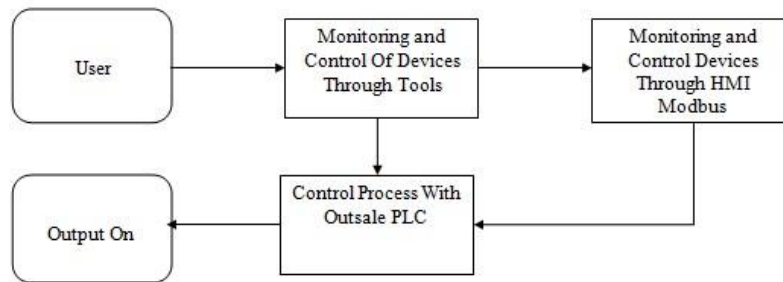 User
Monitoring and
Control Of Devices
Through Tools
Monitoring and
Control Devices
Through HMI
Modbus
Output On
Control Process With
Outsale PLC